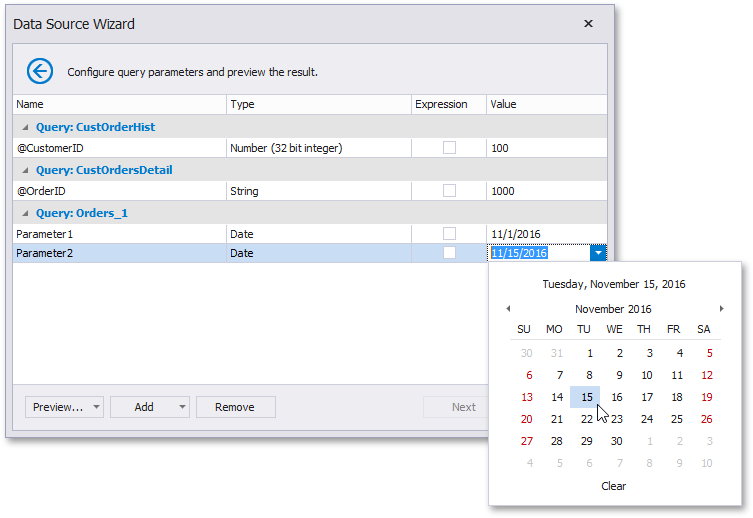 Data Source Wizard
Configure query parameters and preview the result.
Name Type Expression Value
Query: CustOrderHist
@CustomerID Number (32 bit integer) 100
Query: CustOrdersDetail
@OrderID String 1000
Query: Orders_1
Parameter1 Date 11/1/2016
Parameter2 Date 11/15/2016
Tuesday, November 15, 2016
November 2016
SU MO TU WE TH FR SA
30 31 1 2 3 4 5
6 7 8 9 10 11 12
13 14 15 16 17 18 19
20 21 22 23 24 25 26
27 28 29 30 1 2 3
4 5 6 7 8 9 10
Clear
Preview... Add Remove Next